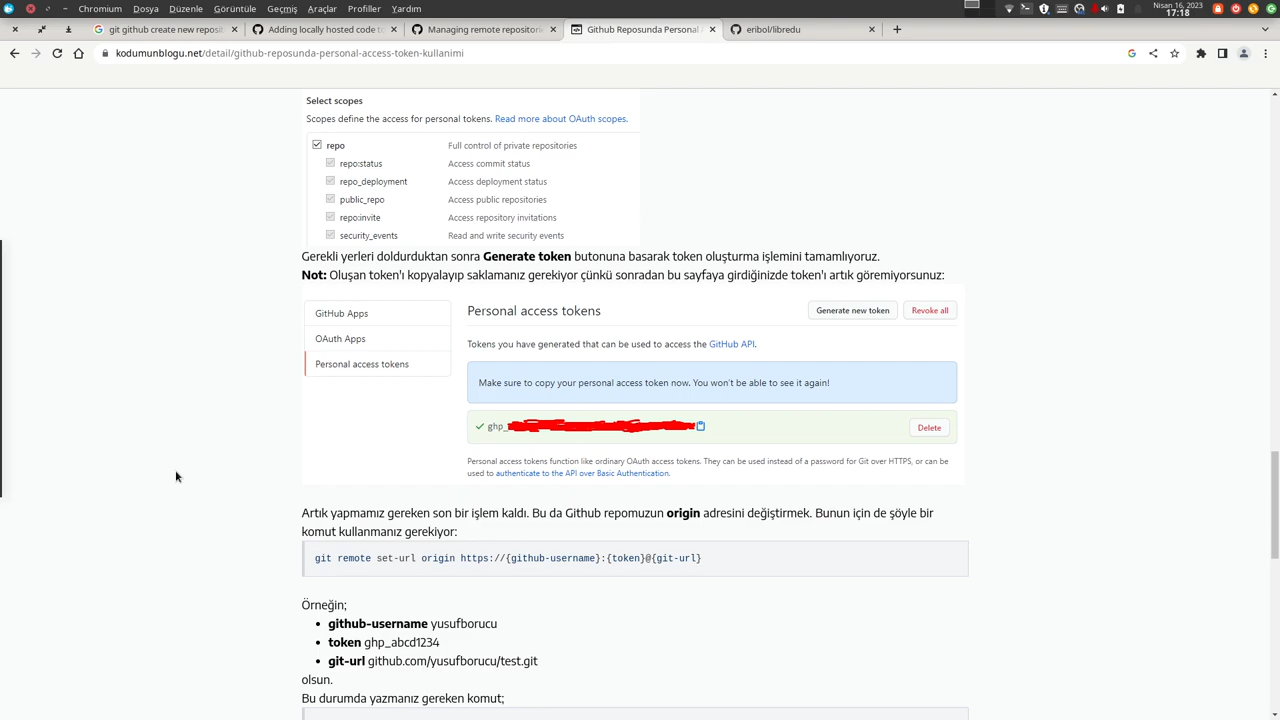 Chromium Dosya Düzenle Görüntüle Geçmiş Araçlar Profiller Yardım
Nisan 16, 2023
17:18
git github create new reposit
Adding locally hosted code to
Managing remote repositorie
Github Reposunda Personal A
eribol/libredu
kodumunblogu.net/detail/github-reposunda-personal-access-token-kullanimi
Select scopes
Scopes define the access for personal tokens. Read more about OAuth scopes.
repo Full control of private repositories
repo:status Access commit status
repo_deployment Access deployment status
public_repo Access public repositories
repo:invite Access repository invitations
security_events Read and write security events
Gerekli yerleri doldurduktan sonra Generate token butonuna basarak token oluşturma işlemini tamamlıyoruz.
Not: Oluşan token'ı kopyalayıp saklamanız gerekiyor çünkü sonradan bu sayfaya girdiğinizde token'ı artık göremiyorsunuz:
GitHub Apps
OAuth Apps
Personal access tokens
Personal access tokens
Generate new token
Revoke all
Tokens you have generated that can be used to access the GitHub API.
Make sure to copy your personal access token now. You won't be able to see it again!
ghp_
Delete
Personal access tokens function like ordinary OAuth access tokens. They can be used instead of a password for Git over HTTPS, or can be
used to authenticate to the API over Basic Authentication.
Artık yapmamız gereken son bir işlem kaldı. Bu da Github repomuzun origin adresini değiştirmek. Bunun için de şöyle bir
komut kullanmanız gerekiyor:
git remote set-url origin https://{github-username}:{token}@{git-url}
Örneğin;
github-username yusufborucu
token ghp_abcd1234
git-url github.com/yusufborucu/test.git
olsun.
Bu durumda yazmanız gereken komut;